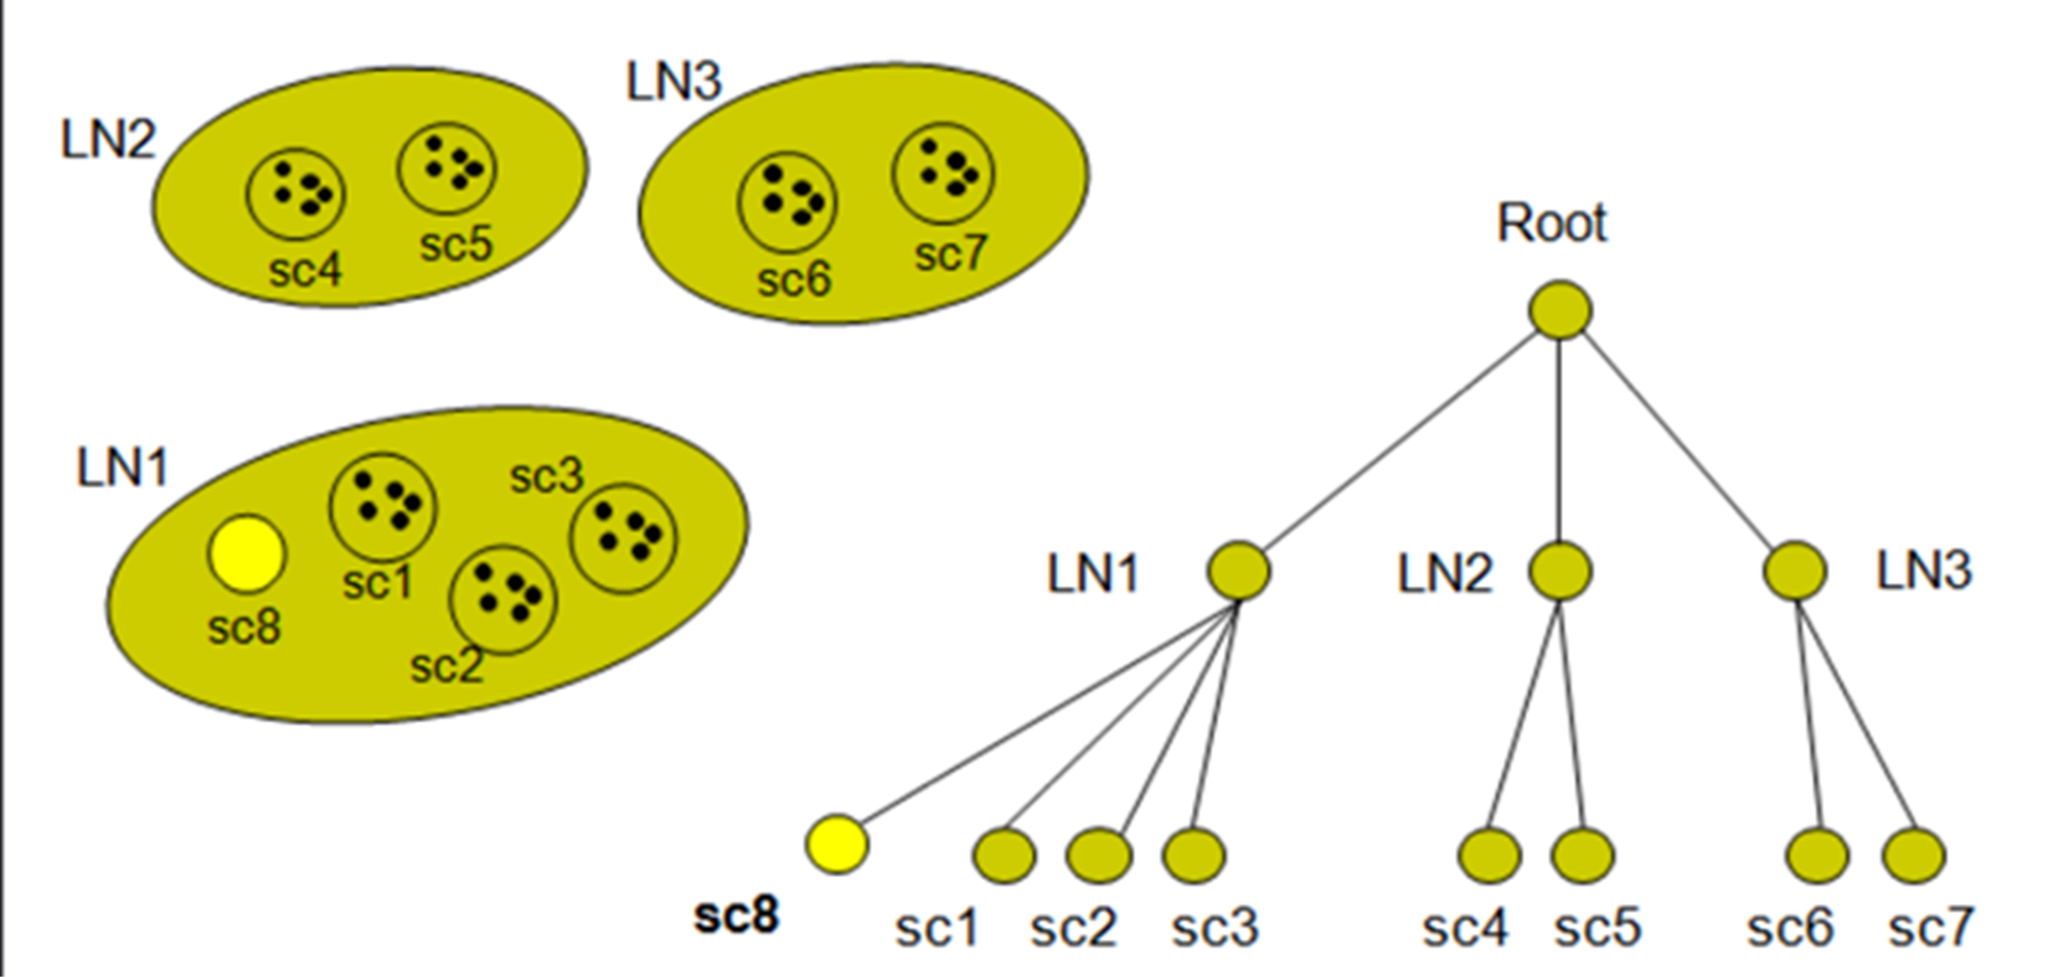 LN2
sc4
sc5
LN3
sc6
sc7
LN1
sc8
sc1
sc2
sc3
Root
LN1
LN2
LN3
sc8
sc1
sc2
sc3
sc4
sc5
sc6
sc7